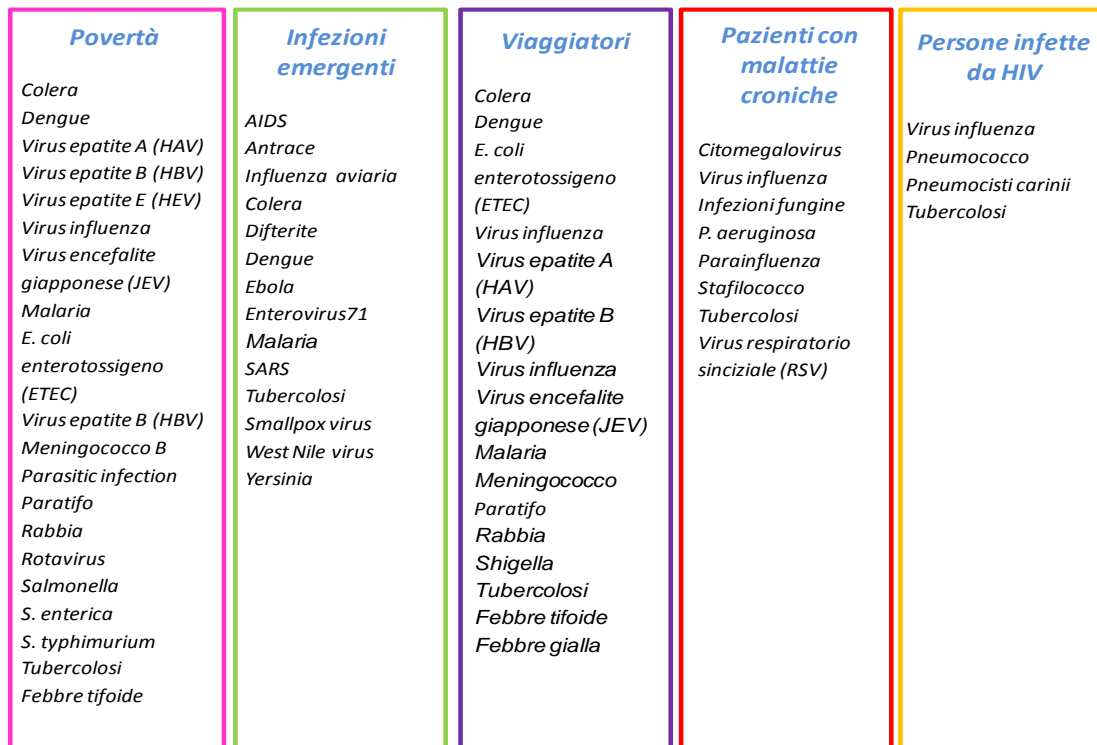 Povertà
Colera
Dengue
Virus epatite A (HAV)
Virus epatite B (HBV)
Virus epatite E (HEV)
Virus influenza
Virus encefalite
giapponese (JEV)
Malaria
E. coli
enterotossigeno
(ETEC)
Virus epatite B (HBV)
Meningococco B
Parasitic infection
Paratifo
Rabbia
Rotavirus
Salmonella
S. enterica
S. typhimurium
Tubercolosi
Febbre tifoide
Infezioni
emergenti
AIDS
Antrace
Influenza aviaria
Colera
Difterite
Dengue
Ebola
Enterovirus71
Malaria
SARS
Tubercolosi
Smallpox virus
West Nile virus
Yersinia
Viaggiatori
Colera
Dengue
E. coli
enterotossigeno
(ETEC)
Virus influenza
Virus epatite A
(HAV)
Virus epatite B
(HBV)
Virus influenza
Virus encefalite
giapponese (JEV)
Malaria
Meningococco
Paratifo
Rabbia
Shigella
Tubercolosi
Febbre tifoide
Febbre gialla
Pazienti con
malattie
croniche
Citomegalovirus
Virus influenza
Infezioni fungine
P. aeruginosa
Parainfluenza
Stafilococco
Tubercolosi
Virus respiratorio
sinciziale (RSV)
Persone infette
da HIV
Virus influenza
Pneumococco
Pneumocisti carinii
Tubercolosi